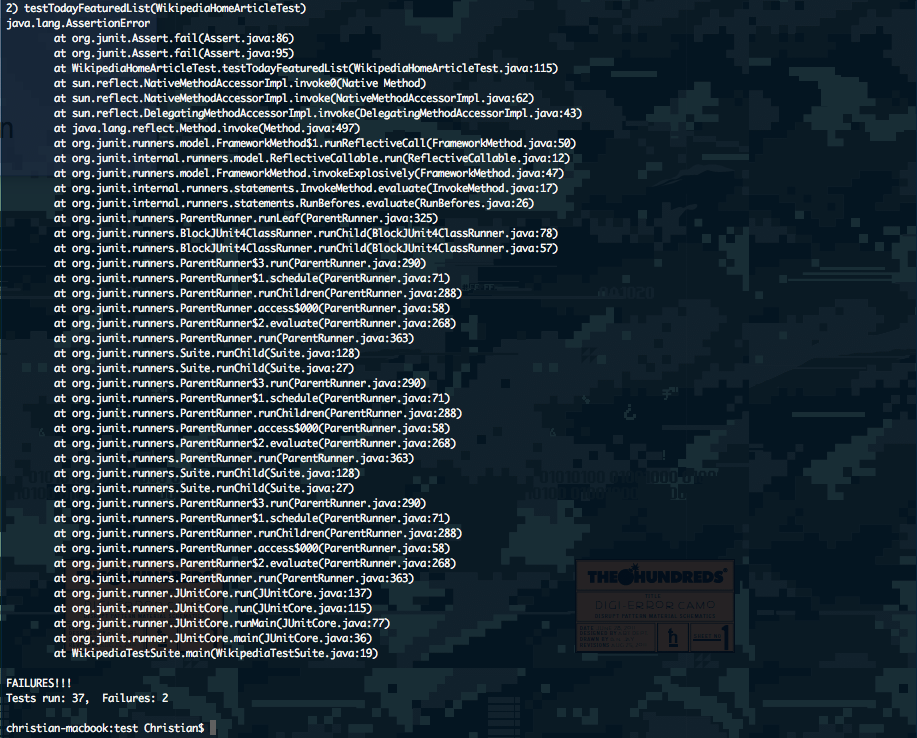 2) testTodayFeaturedList(WikipediaHomeArticleTest)
java.lang.AssertionError
at org.junit.Assert.fail(Assert.java:86)
at org.junit.Assert.fail(Assert.java:95)
at WikipediaHomeArticleTest.testTodayFeaturedList(WikipediaHomeArticleTest.java:115)
at sun.reflect.NativeMethodAccessorImpl.invoke0(Native Method)
at sun.reflect.NativeMethodAccessorImpl.invoke(NativeMethodAccessorImpl.java:62)
at sun.reflect.DelegatingMethodAccessorImpl.invoke(DelegatingMethodAccessorImpl.java:43)
at java.lang.reflect.Method.invoke(Method.java:497)
at org.junit.runners.model.FrameworkMethod$1.runReflectiveCall(FrameworkMethod.java:50)
at org.junit.internal.runners.model.ReflectiveCallable.run(ReflectiveCallable.java:12)
at org.junit.runners.model.FrameworkMethod.invokeExplosively(FrameworkMethod.java:47)
at org.junit.internal.runners.statements.InvokeMethod.evaluate(InvokeMethod.java:17)
at org.junit.internal.runners.statements.RunBefores.evaluate(RunBefores.java:26)
at org.junit.runners.ParentRunner.runLeaf(ParentRunner.java:325)
at org.junit.runners.BlockJUnit4ClassRunner.runChild(BlockJUnit4ClassRunner.java:78)
at org.junit.runners.BlockJUnit4ClassRunner.runChild(BlockJUnit4ClassRunner.java:57)
at org.junit.runners.ParentRunner$3.run(ParentRunner.java:290)
at org.junit.runners.ParentRunner$1.schedule(ParentRunner.java:71)
at org.junit.runners.ParentRunner.runChildren(ParentRunner.java:288)
at org.junit.runners.ParentRunner.access$000(ParentRunner.java:58)
at org.junit.runners.ParentRunner$2.evaluate(ParentRunner.java:268)
at org.junit.runners.ParentRunner.run(ParentRunner.java:363)
at org.junit.runners.Suite.runChild(Suite.java:128)
at org.junit.runners.Suite.runChild(Suite.java:27)
at org.junit.runners.ParentRunner$3.run(ParentRunner.java:290)
at org.junit.runners.ParentRunner$1.schedule(ParentRunner.java:71)
at org.junit.runners.ParentRunner.runChildren(ParentRunner.java:288)
at org.junit.runners.ParentRunner.access$000(ParentRunner.java:58)
at org.junit.runners.ParentRunner$2.evaluate(ParentRunner.java:268)
at org.junit.runners.ParentRunner.run(ParentRunner.java:363)
at org.junit.runners.Suite.runChild(Suite.java:128)
at org.junit.runners.Suite.runChild(Suite.java:27)
at org.junit.runners.ParentRunner$3.run(ParentRunner.java:290)
at org.junit.runners.ParentRunner$1.schedule(ParentRunner.java:71)
at org.junit.runners.ParentRunner.runChildren(ParentRunner.java:288)
at org.junit.runners.ParentRunner.access$000(ParentRunner.java:58)
at org.junit.runners.ParentRunner$2.evaluate(ParentRunner.java:268)
at org.junit.runners.ParentRunner.run(ParentRunner.java:363)
at org.junit.runner.JUnitCore.run(JUnitCore.java:137)
at org.junit.runner.JUnitCore.run(JUnitCore.java:115)
at org.junit.runner.JUnitCore.runMain(JUnitCore.java:77)
at org.junit.runner.JUnitCore.main(JUnitCore.java:36)
at WikipediaTestSuite.main(WikipediaTestSuite.java:19)
FAILURES!!!
Tests run: 37,  Failures: 2
christian-macbook:test Christian$
THE HUNDREDS
DIGI-ERROR CAMO